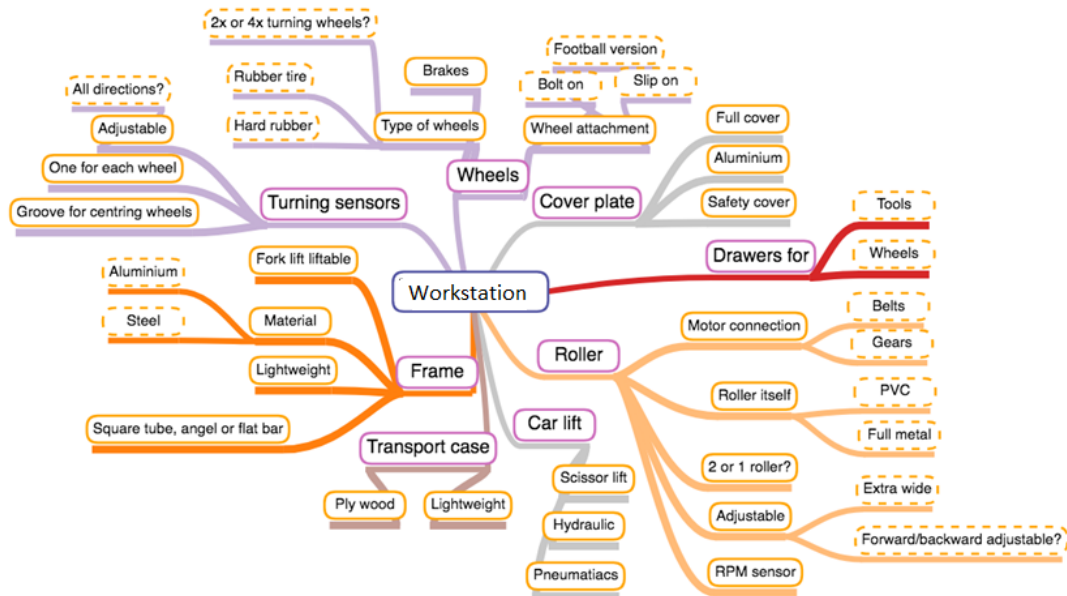 2x or 4x turning wheels?
Football version
Brakes
Rubber tire
Bolt on
Slip on
All directions?
Full cover
Adjustable
Hard rubber
Type of wheels
Wheel attachment
Aluminium
One for each wheel
Wheels
Groove for centring wheels
Turning sensors
Cover plate
Safety cover
Tools
Fork lift liftable
Drawers for
Wheels
Aluminium
Workstation
Belts
Steel
Material
Motor connection
Gears
Lightweight
Frame
Roller
PVC
Roller itself
Square tube, angel or flat bar
Car lift
Full metal
Transport case
2 or 1 roller?
Scissor lift
Extra wide
Ply wood
Lightweight
Adjustable
Hydraulic
Forward/backward adjustable?
Pneumatiacs
RPM sensor